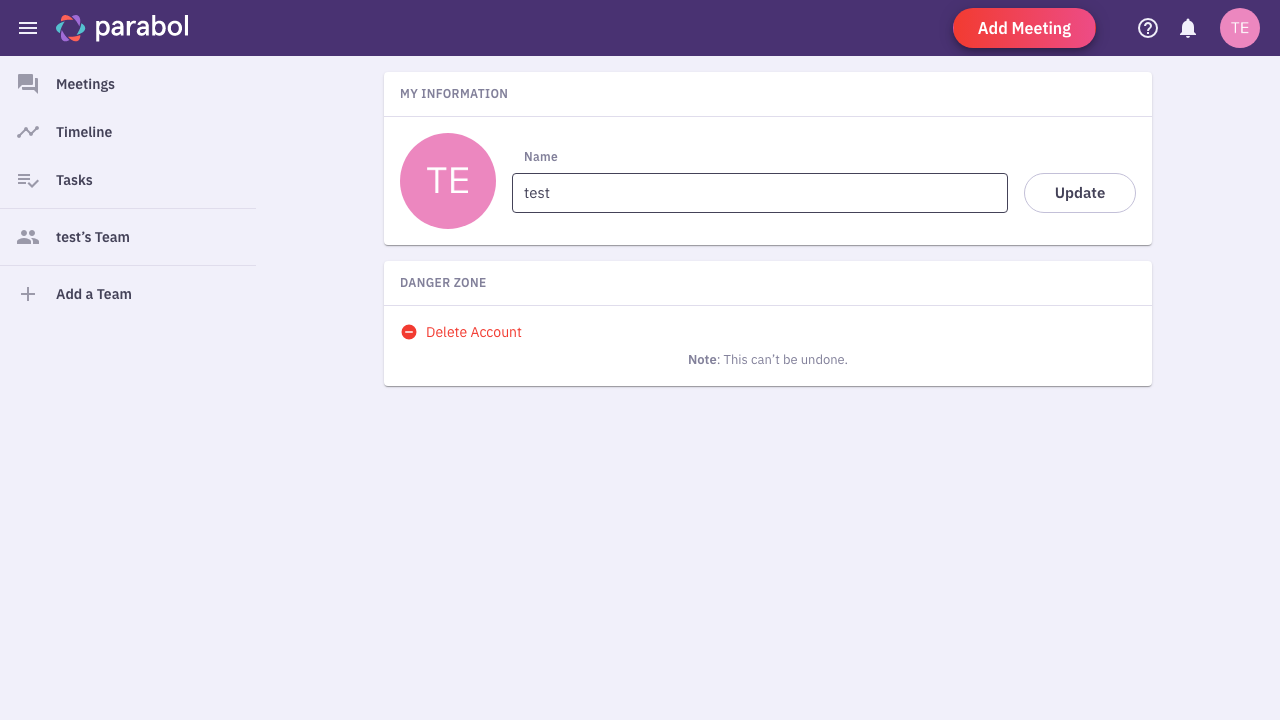 parabol
Add Meeting
TE
Meetings
Timeline
Tasks
test’s Team
Add a Team
MY INFORMATION
TE
Name
test
Update
DANGER ZONE
Delete Account
Note: This can’t be undone.